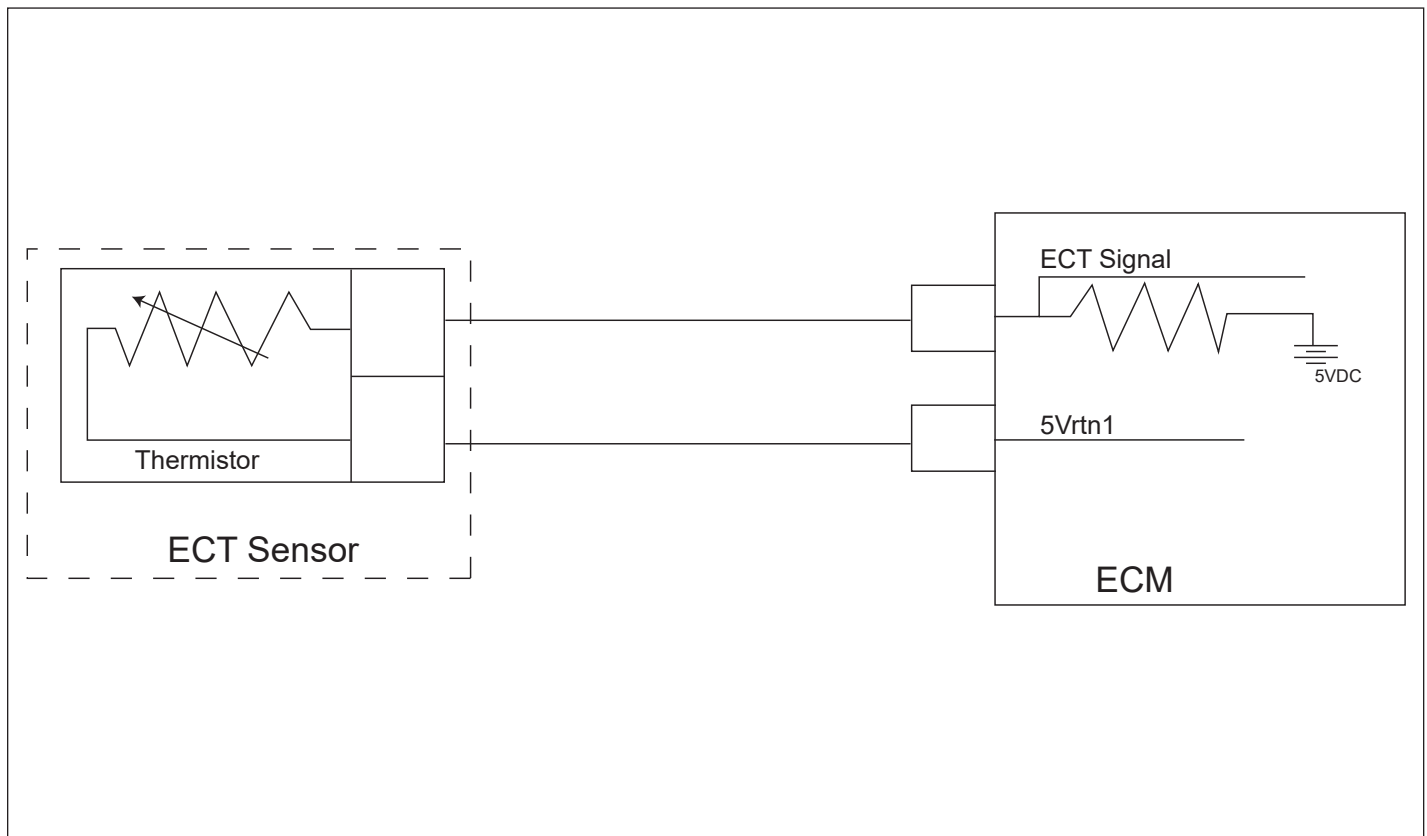 ECT Signal
5VDC
5Vrtn1
Thermistor
ECT Sensor
ECM